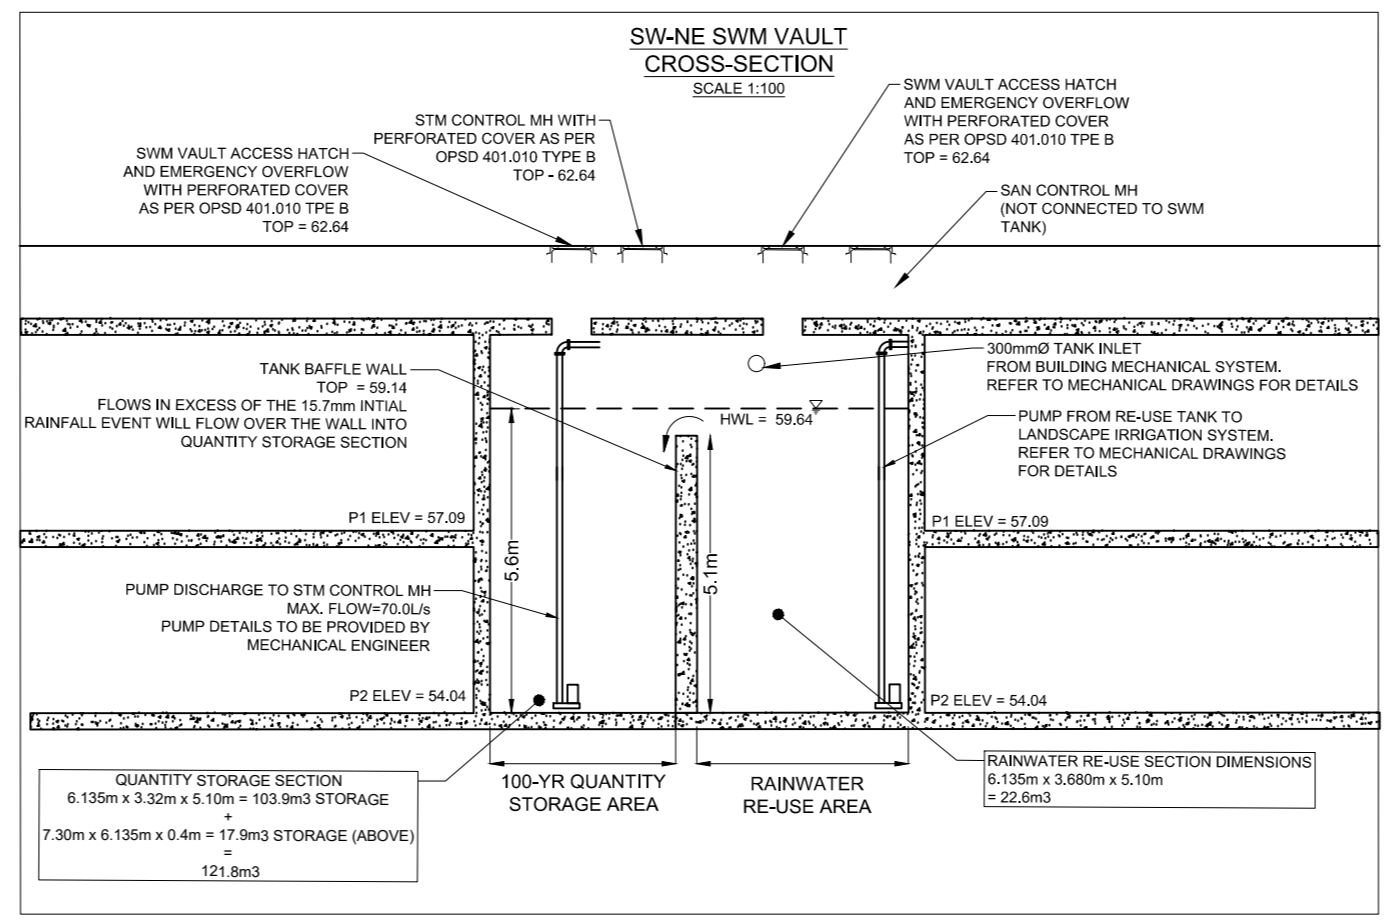 SW-NE SWM VAULT
CROSS-SECTION
SCALE 1:100
SWM VAULT ACCESS HATCH
AND EMERGENCY OVERFLOW
WITH PERFORATED COVER
AS PER OPSD 401.010 TPE B
TOP = 62.64
STM CONTROL MH WITH
PERFORATED COVER AS PER
OPSD 401.010 TYPE B
TOP - 62.64
SWM VAULT ACCESS HATCH
AND EMERGENCY OVERFLOW
WITH PERFORATED COVER
AS PER OPSD 401.010 TPE B
TOP = 62.64
SAN CONTROL MH
(NOT CONNECTED TO SWM
TANK)
TANK BAFFLE WALL
TOP = 59.14
FLOWS IN EXCESS OF THE 15.7mm INTIAL
RAINFALL EVENT WILL FLOW OVER THE WALL INTO
QUANTITY STORAGE SECTION
HWL = 59.64
300mmØ TANK INLET
FROM BUILDING MECHANICAL SYSTEM.
REFER TO MECHANICAL DRAWINGS FOR DETAILS
PUMP FROM RE-USE TANK TO
LANDSCAPE IRRIGATION SYSTEM.
REFER TO MECHANICAL DRAWINGS
FOR DETAILS
P1 ELEV = 57.09
P1 ELEV = 57.09
5.6m
5.1m
PUMP DISCHARGE TO STM CONTROL MH
MAX. FLOW=70.0L/s
PUMP DETAILS TO BE PROVIDED BY
MECHANICAL ENGINEER
P2 ELEV = 54.04
P2 ELEV = 54.04
QUANTITY STORAGE SECTION
6.135m x 3.32m x 5.10m = 103.9m3 STORAGE
+
7.30m x 6.135m x 0.4m = 17.9m3 STORAGE (ABOVE)
=
121.8m3
100-YR QUANTITY
STORAGE AREA
RAINWATER
RE-USE AREA
RAINWATER RE-USE SECTION DIMENSIONS
6.135m x 3.680m x 5.10m
= 22.6m3